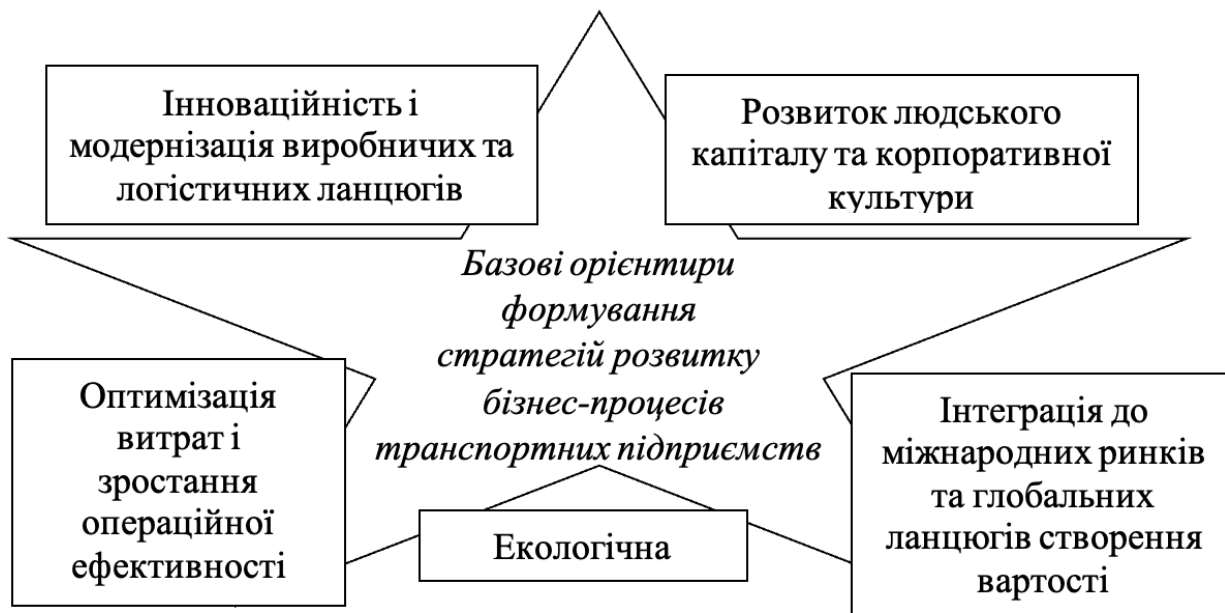 Інноваційність і
модернізація виробничих та
логістичних ланцюгів
Розвиток людського
капіталу та корпоративної
культури
Базові орієнтири
формування
стратегій розвитку
бізнес-процесів
транспортних підприємств
Оптимізація
витрат і
зростання
операційної
ефективності
Екологічна
Інтеграція до
міжнародних ринків
та глобальних
ланцюгів створення
вартості